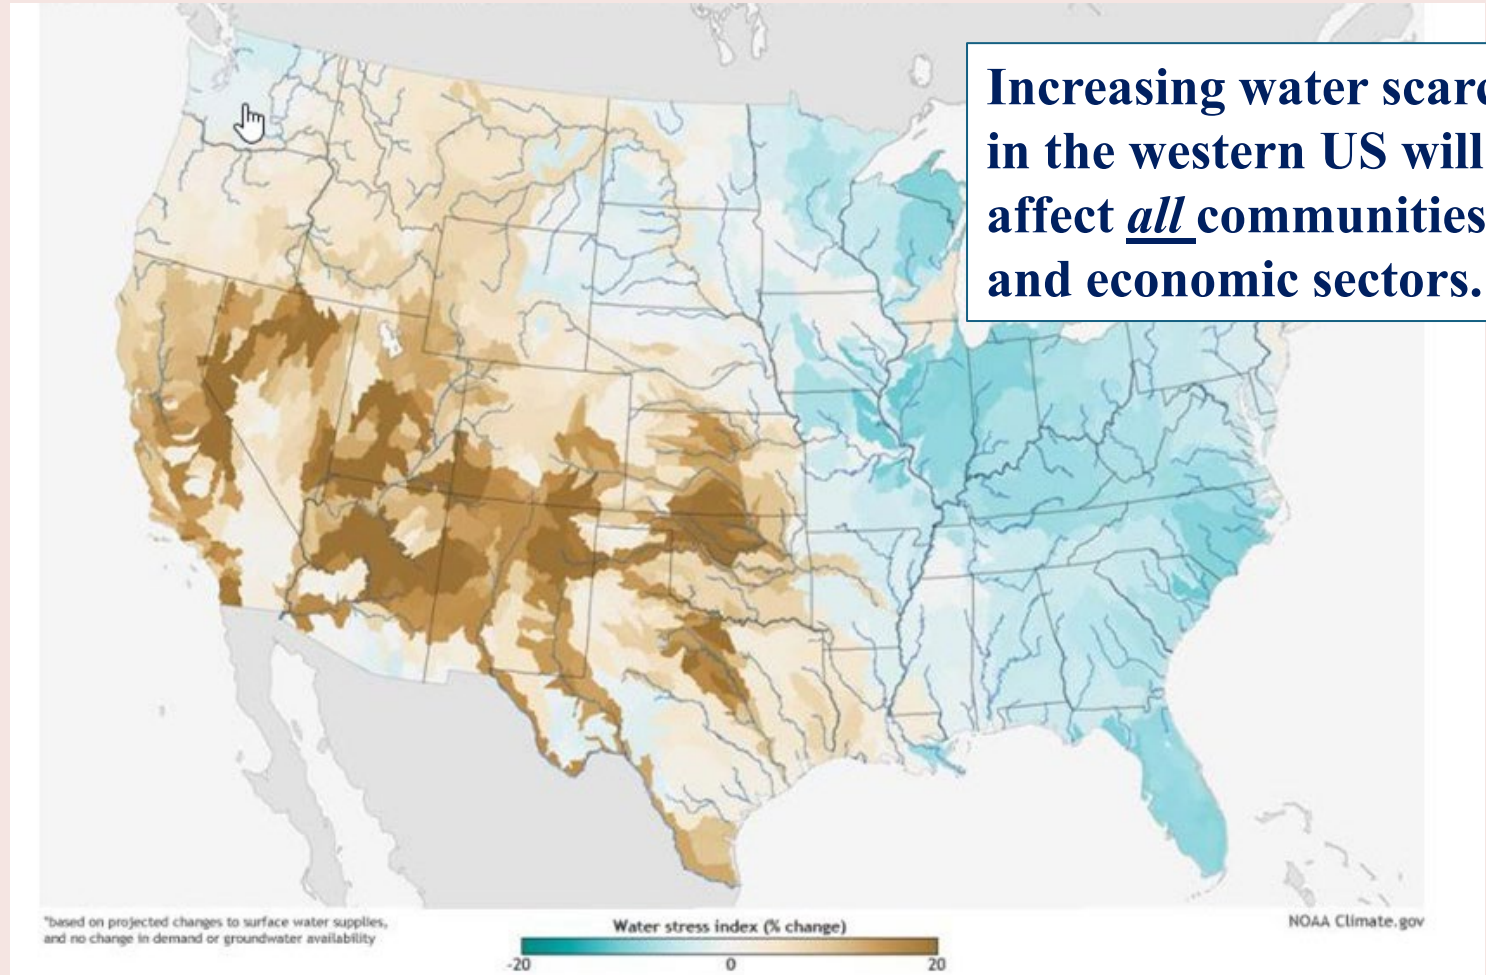 Increasing water scarc
in the western US will
affect all communities
and economic sectors.
*based on projected changes to surface water supplies,
and no change in demand or groundwater availability
Water stress index (% change)
-20 0 20
NOAA Climate.gov